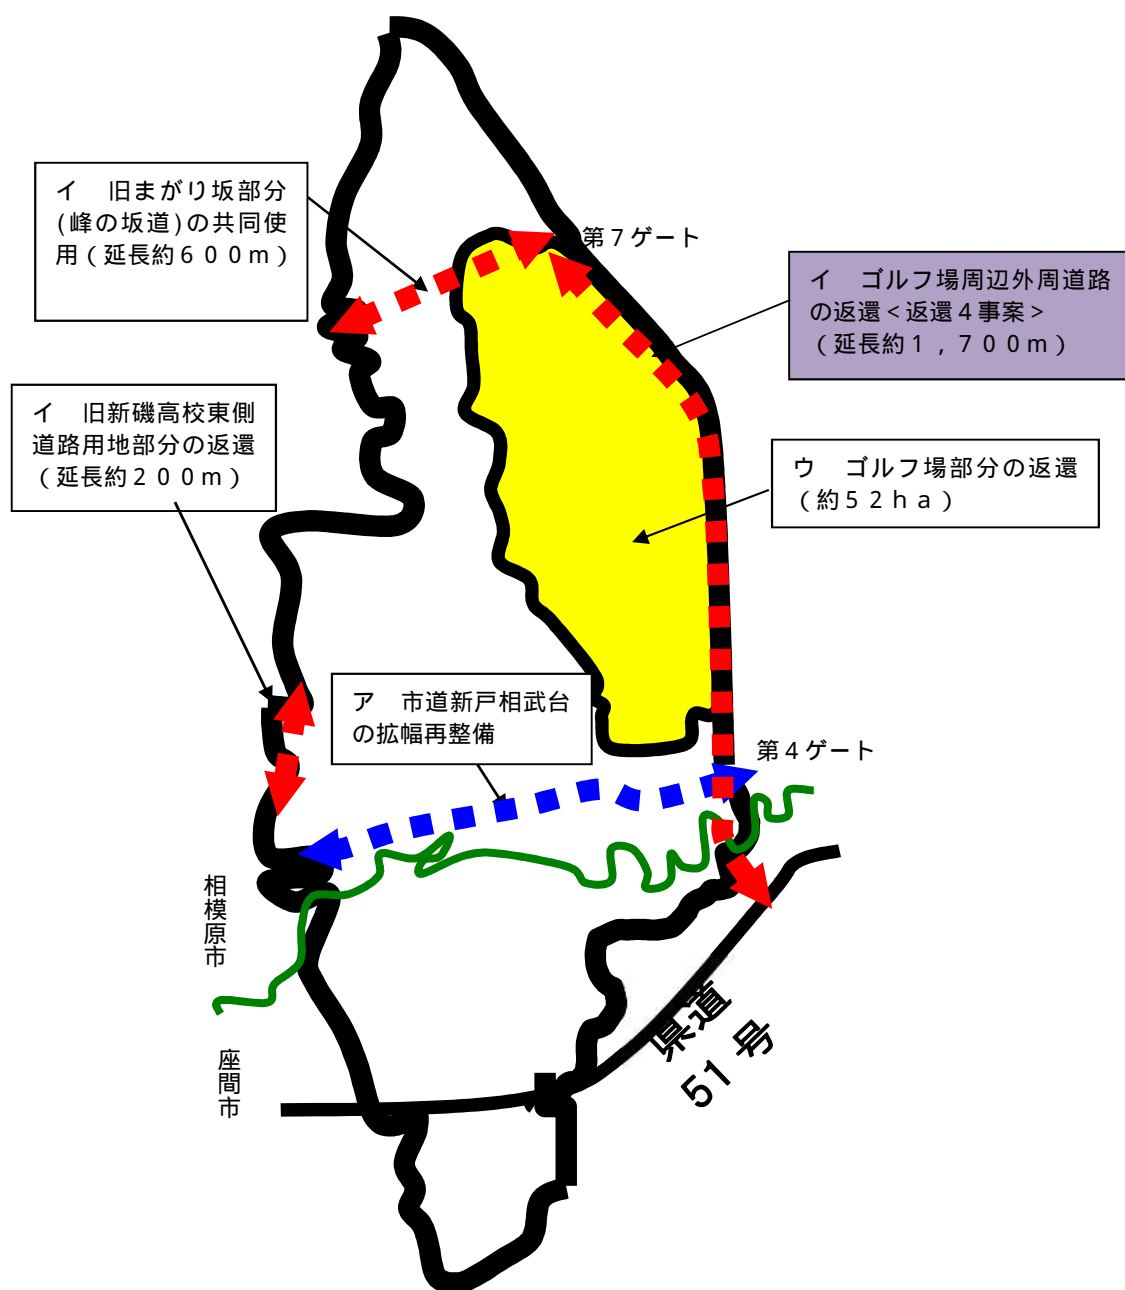 イ　旧まがり坂部分
(峰の坂道)の共同使
用（延長約６００ｍ）
第７ゲート
イ　ゴルフ場周辺外周道路
の返還＜返還４事案＞
（延長約１，７００ｍ）
イ　旧新磯高校東側
道路用地部分の返還
（延長約２００ｍ）
ウ　ゴルフ場部分の返還
（約５２ｈａ）
ア　市道新戸相武台
の拡幅再整備
第４ゲート
相模原市
座間市
県道
51号